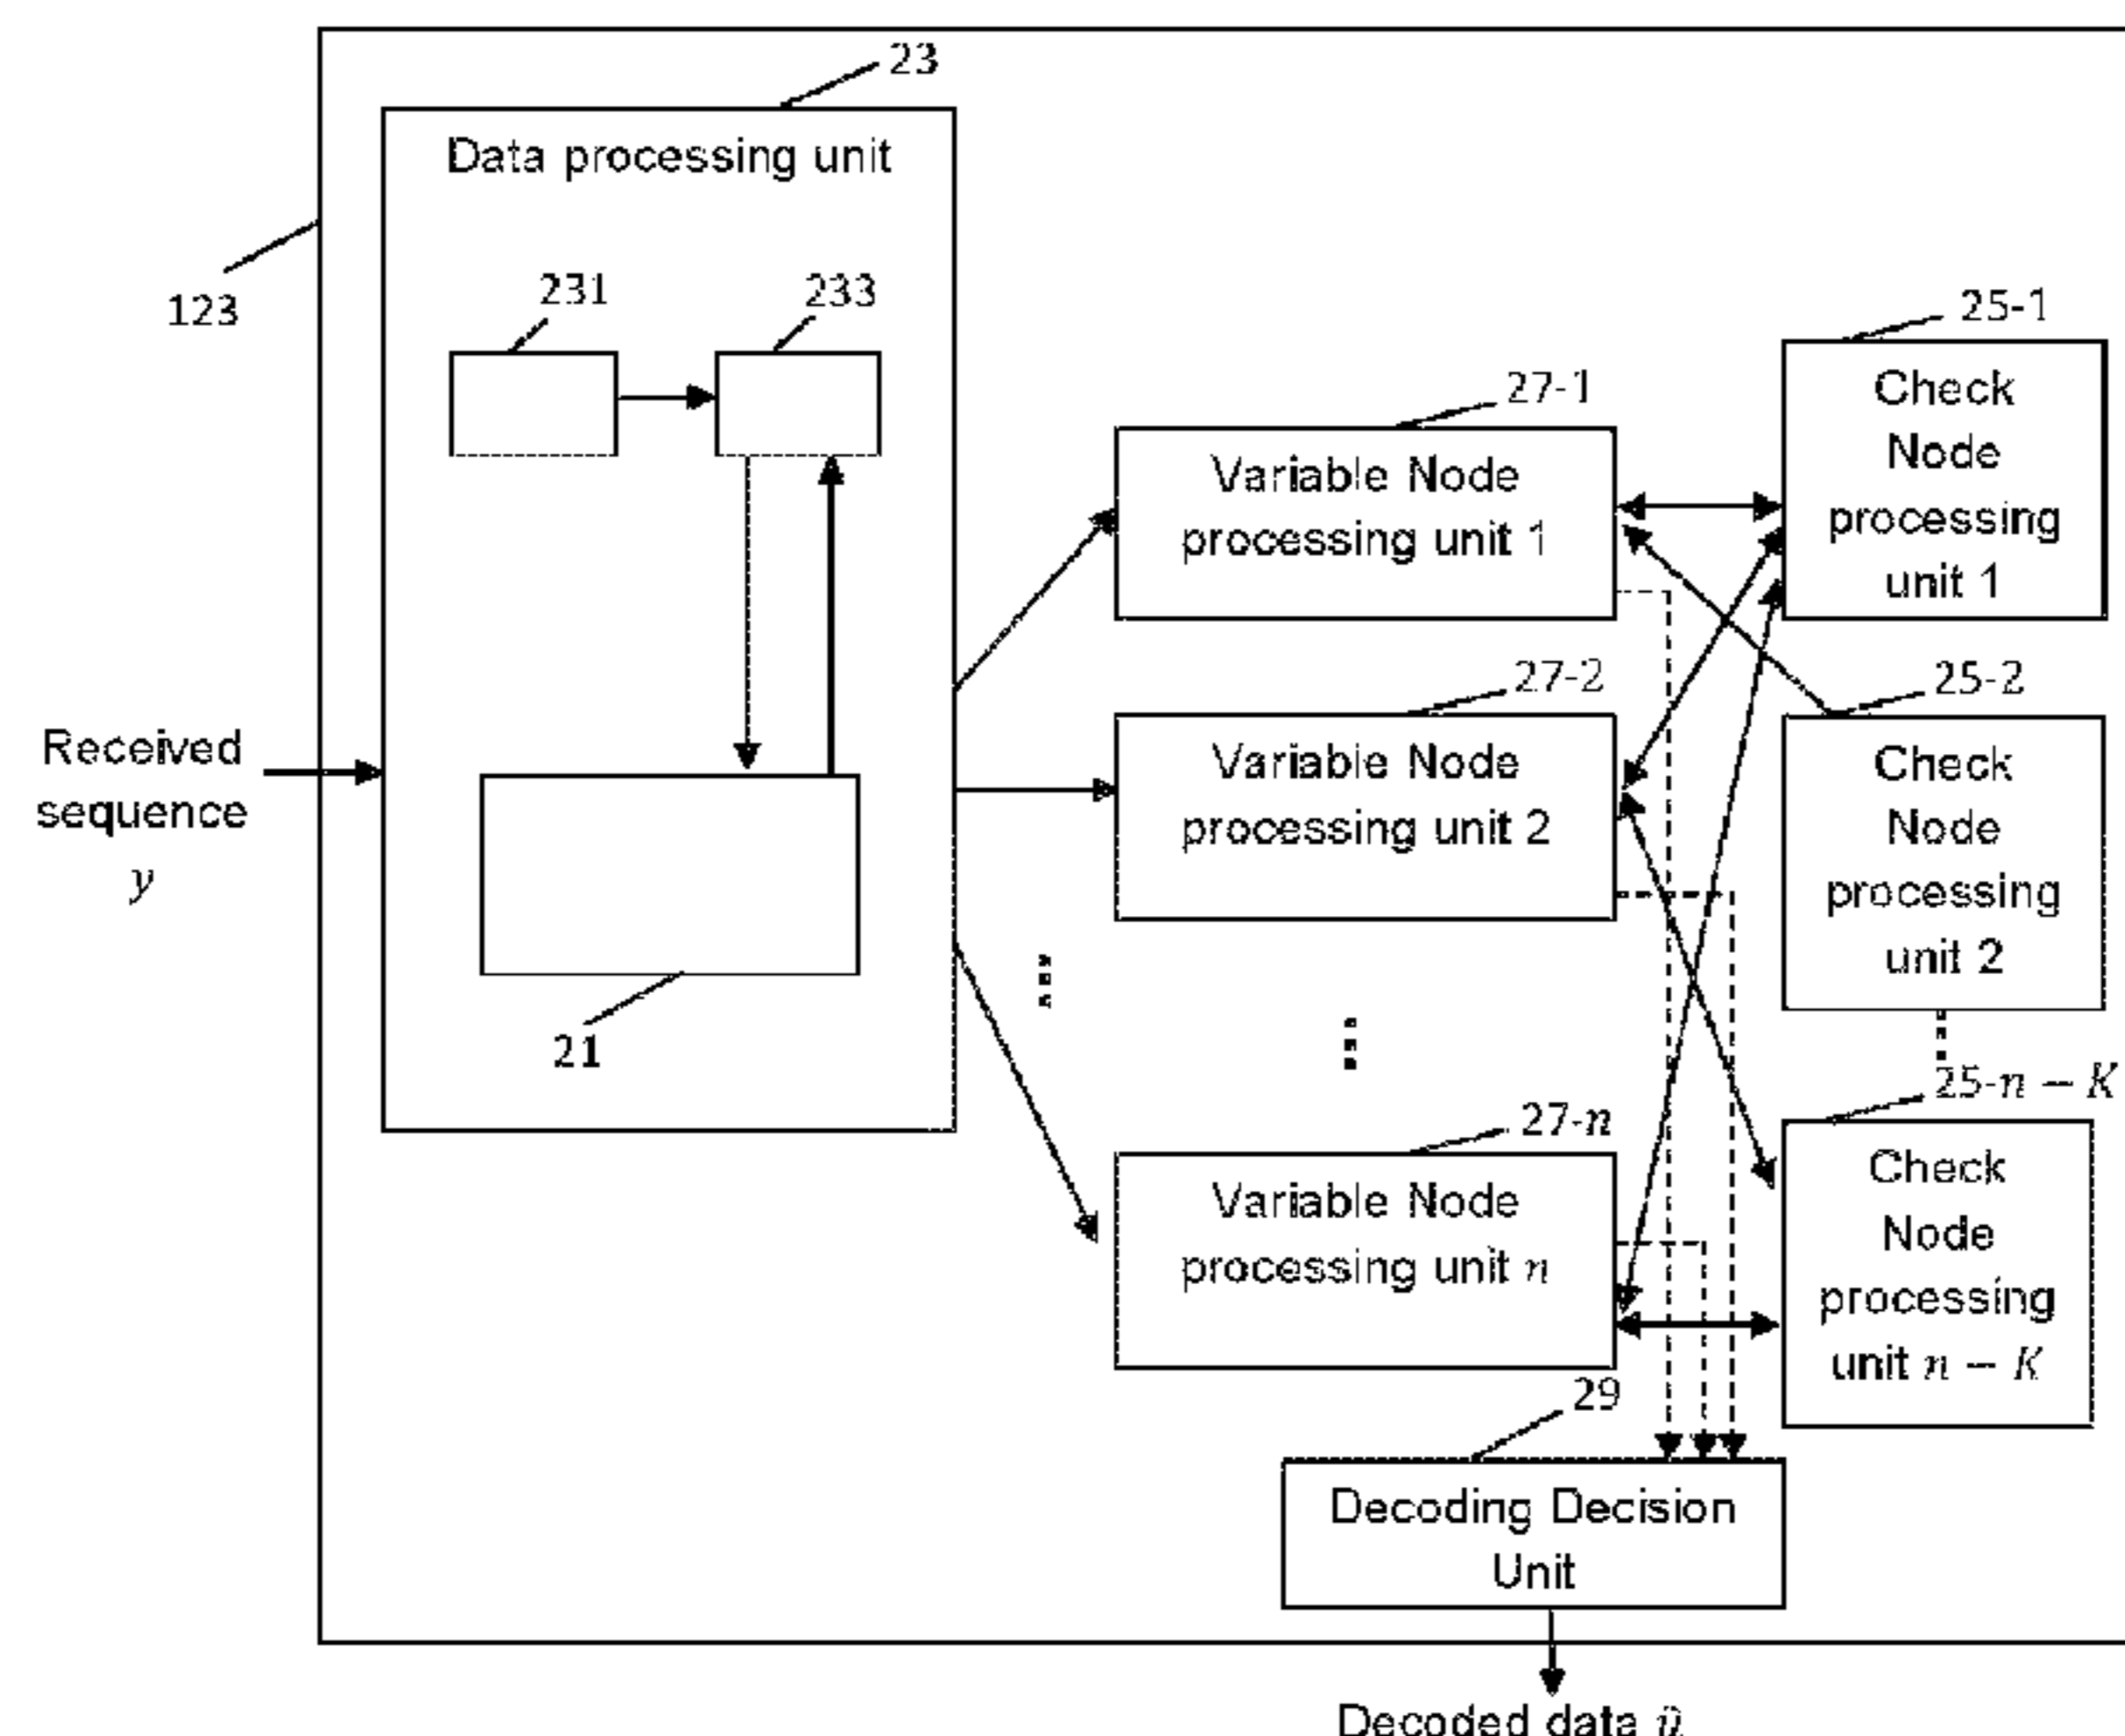 23
Data processing unit
123
231
233
21
Received
sequence
y
27-1
Variable Node
processing unit 1
27-2
Variable Node
processing unit 2
27-n
Variable Node
processing unit n
25-1
Check
Node
processing
unit 1
25-2
Check
Node
processing
unit 2
25-n – K
Check
Node
processing
unit n – K
29
Decoding Decision
Unit
Decoded data û